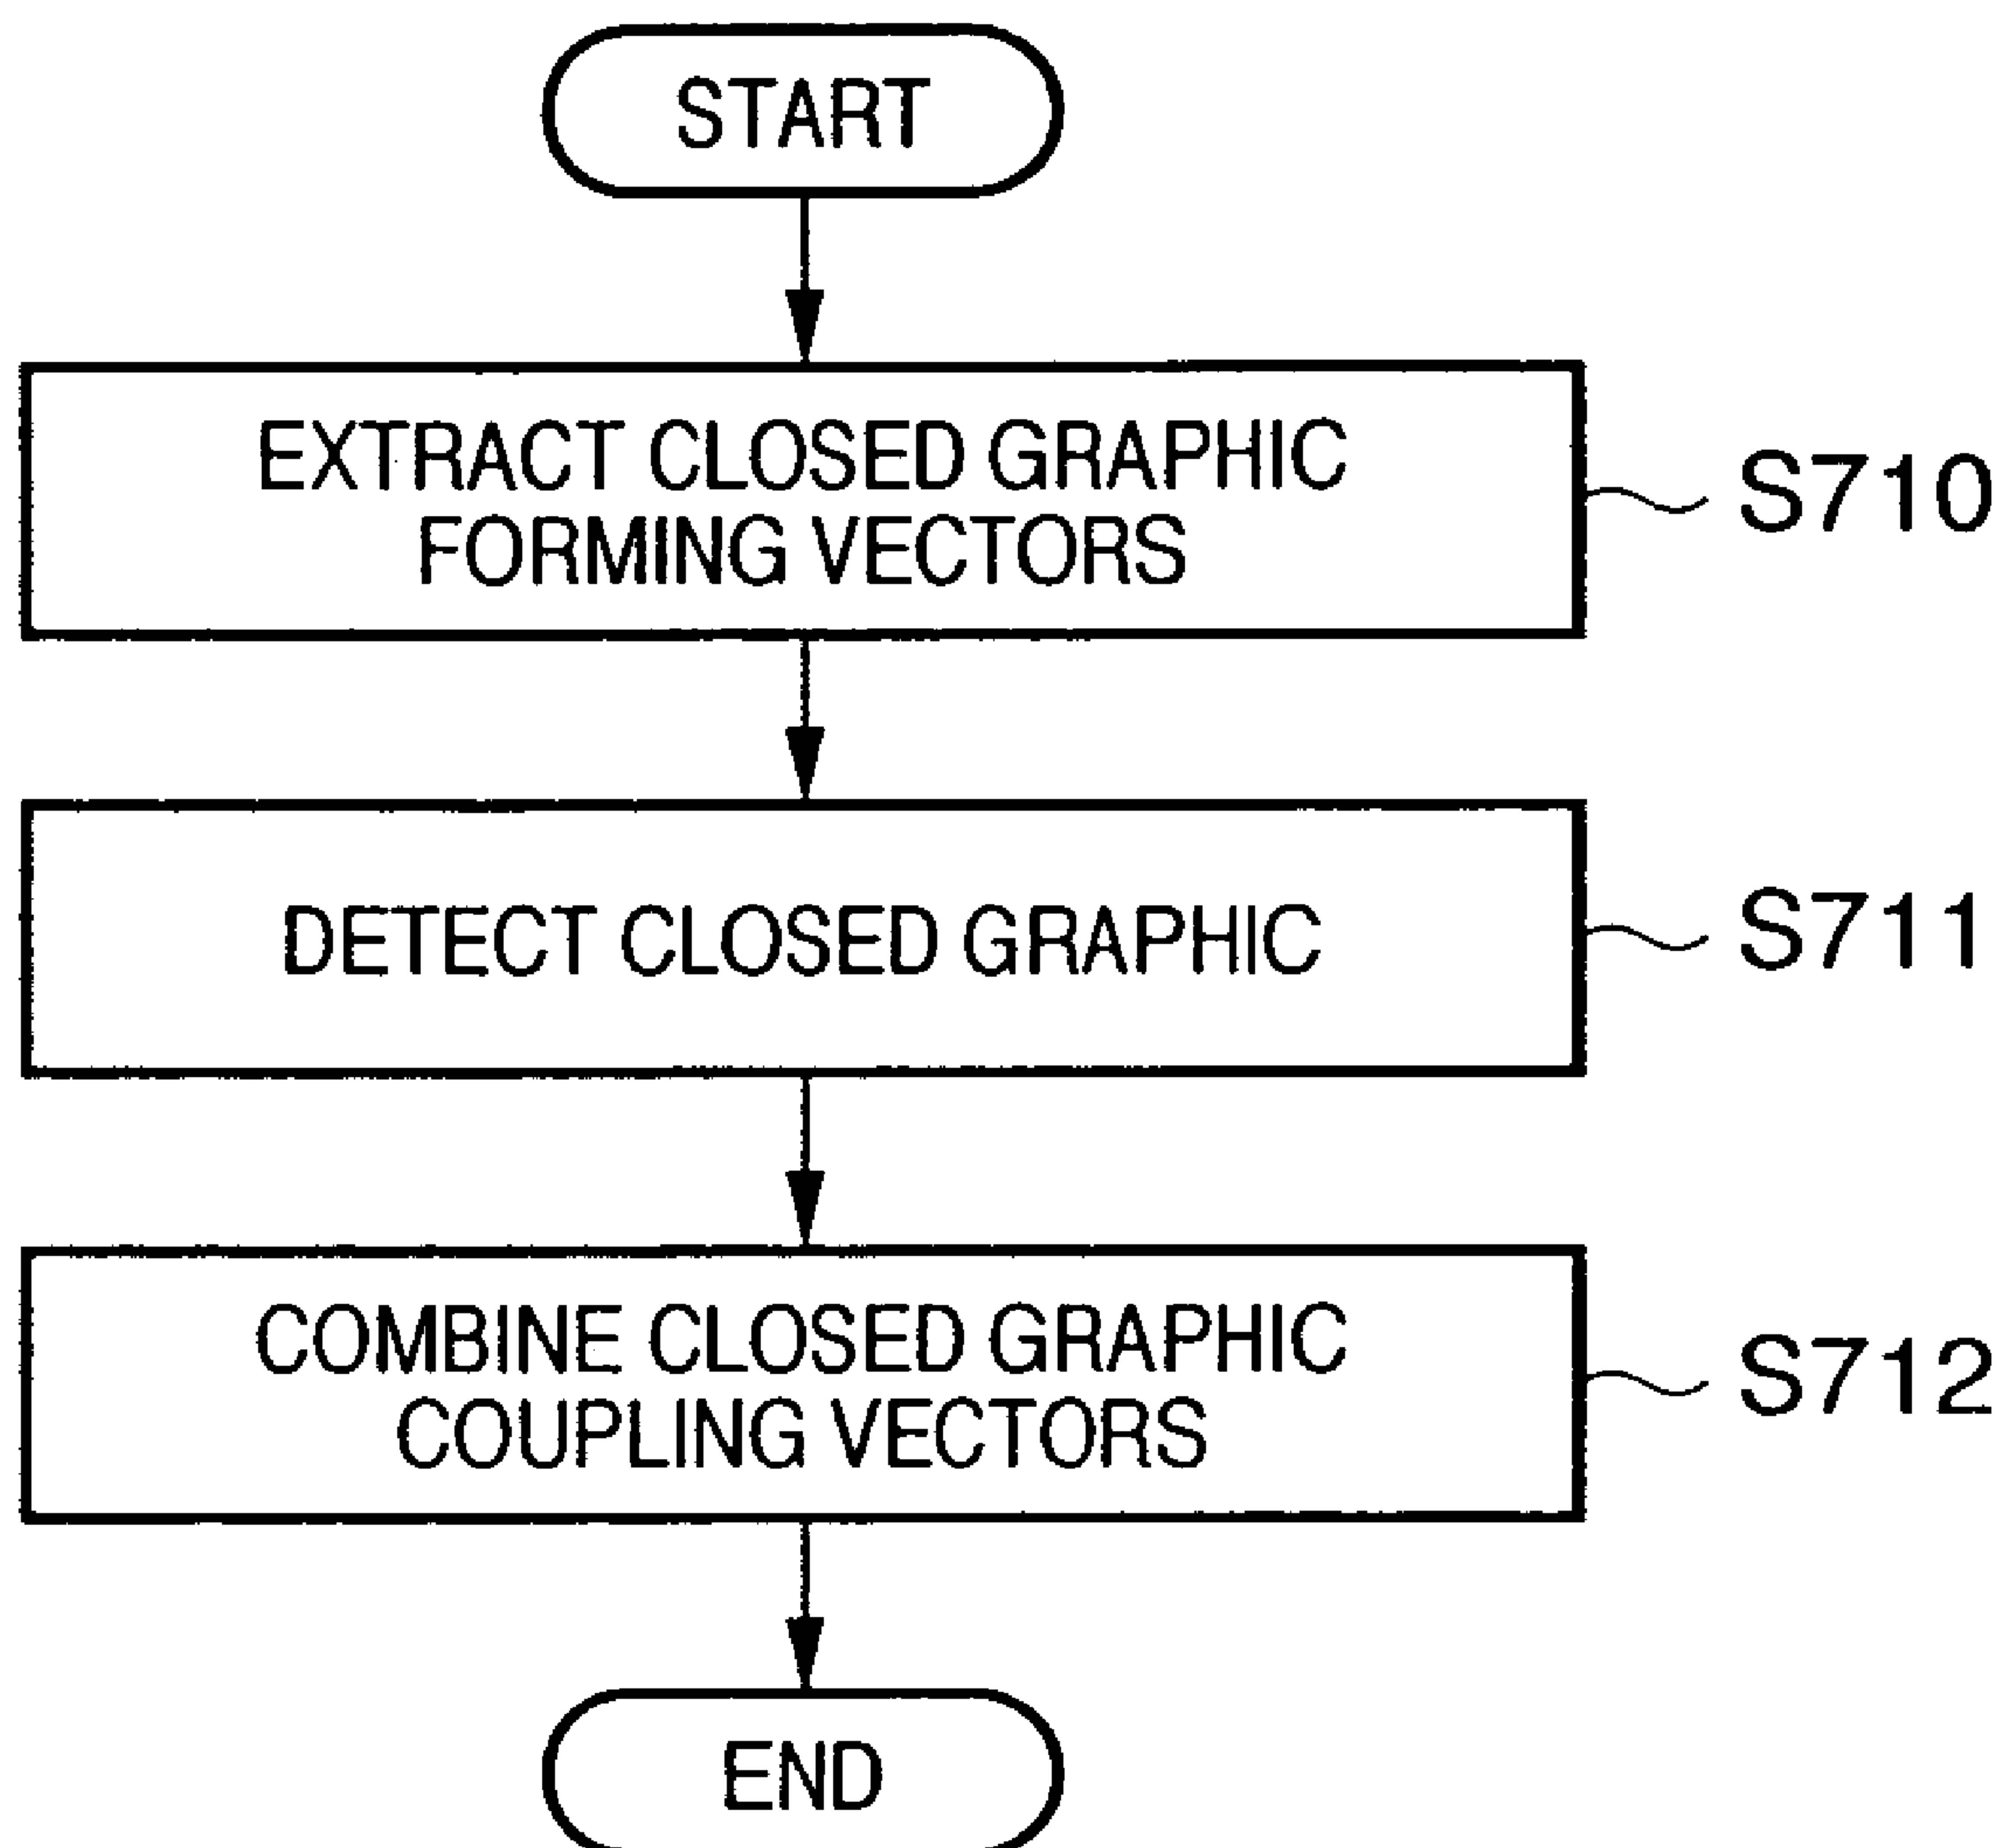 START
EXTRACT CLOSED GRAPHIC
FORMING VECTORS
S710
DETECT CLOSED GRAPHIC
S711
COMBINE CLOSED GRAPHIC
COUPLING VECTORS
S712
END